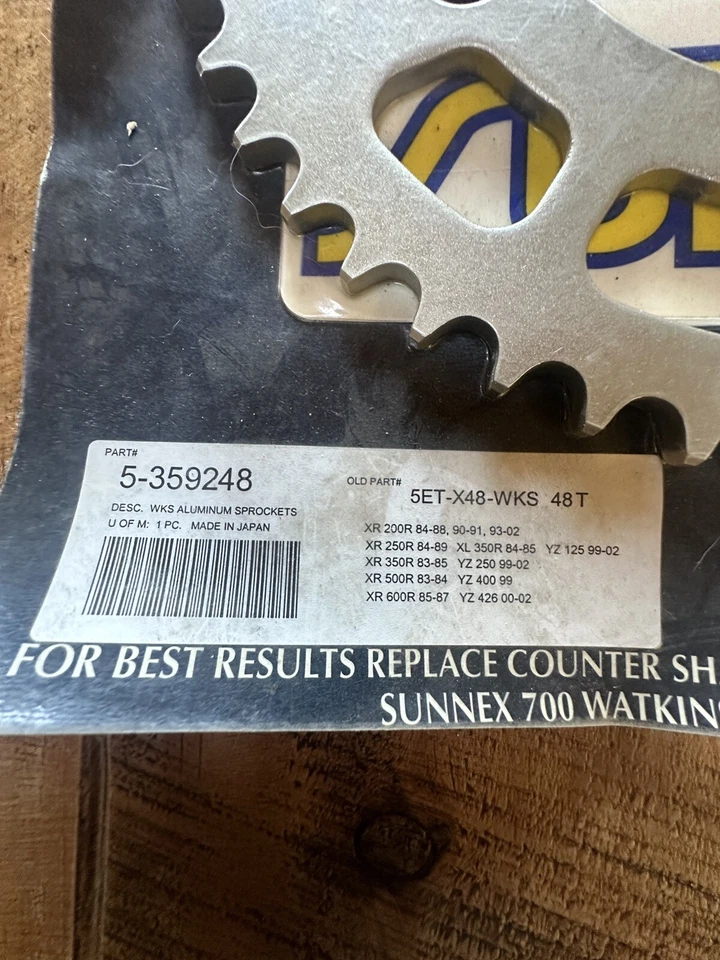 PART#
5-359248
OLD PART#
5ET-X48-WKS 48T
DESC. WKS ALUMINUM SPROCKETS
U OF M: 1 PC. MADE IN JAPAN
XR 200R 84-88, 90-91, 93-02
XR 250R 84-89 XL 350R 84-85 YZ 125 99-02
XR 350R 83-85 YZ 250 99-02
XR 500R 83-84 YZ 400 99
XR 600R 85-87 YZ 426 00-02
FOR BEST RESULTS REPLACE COUNTER
SUNNEX 700